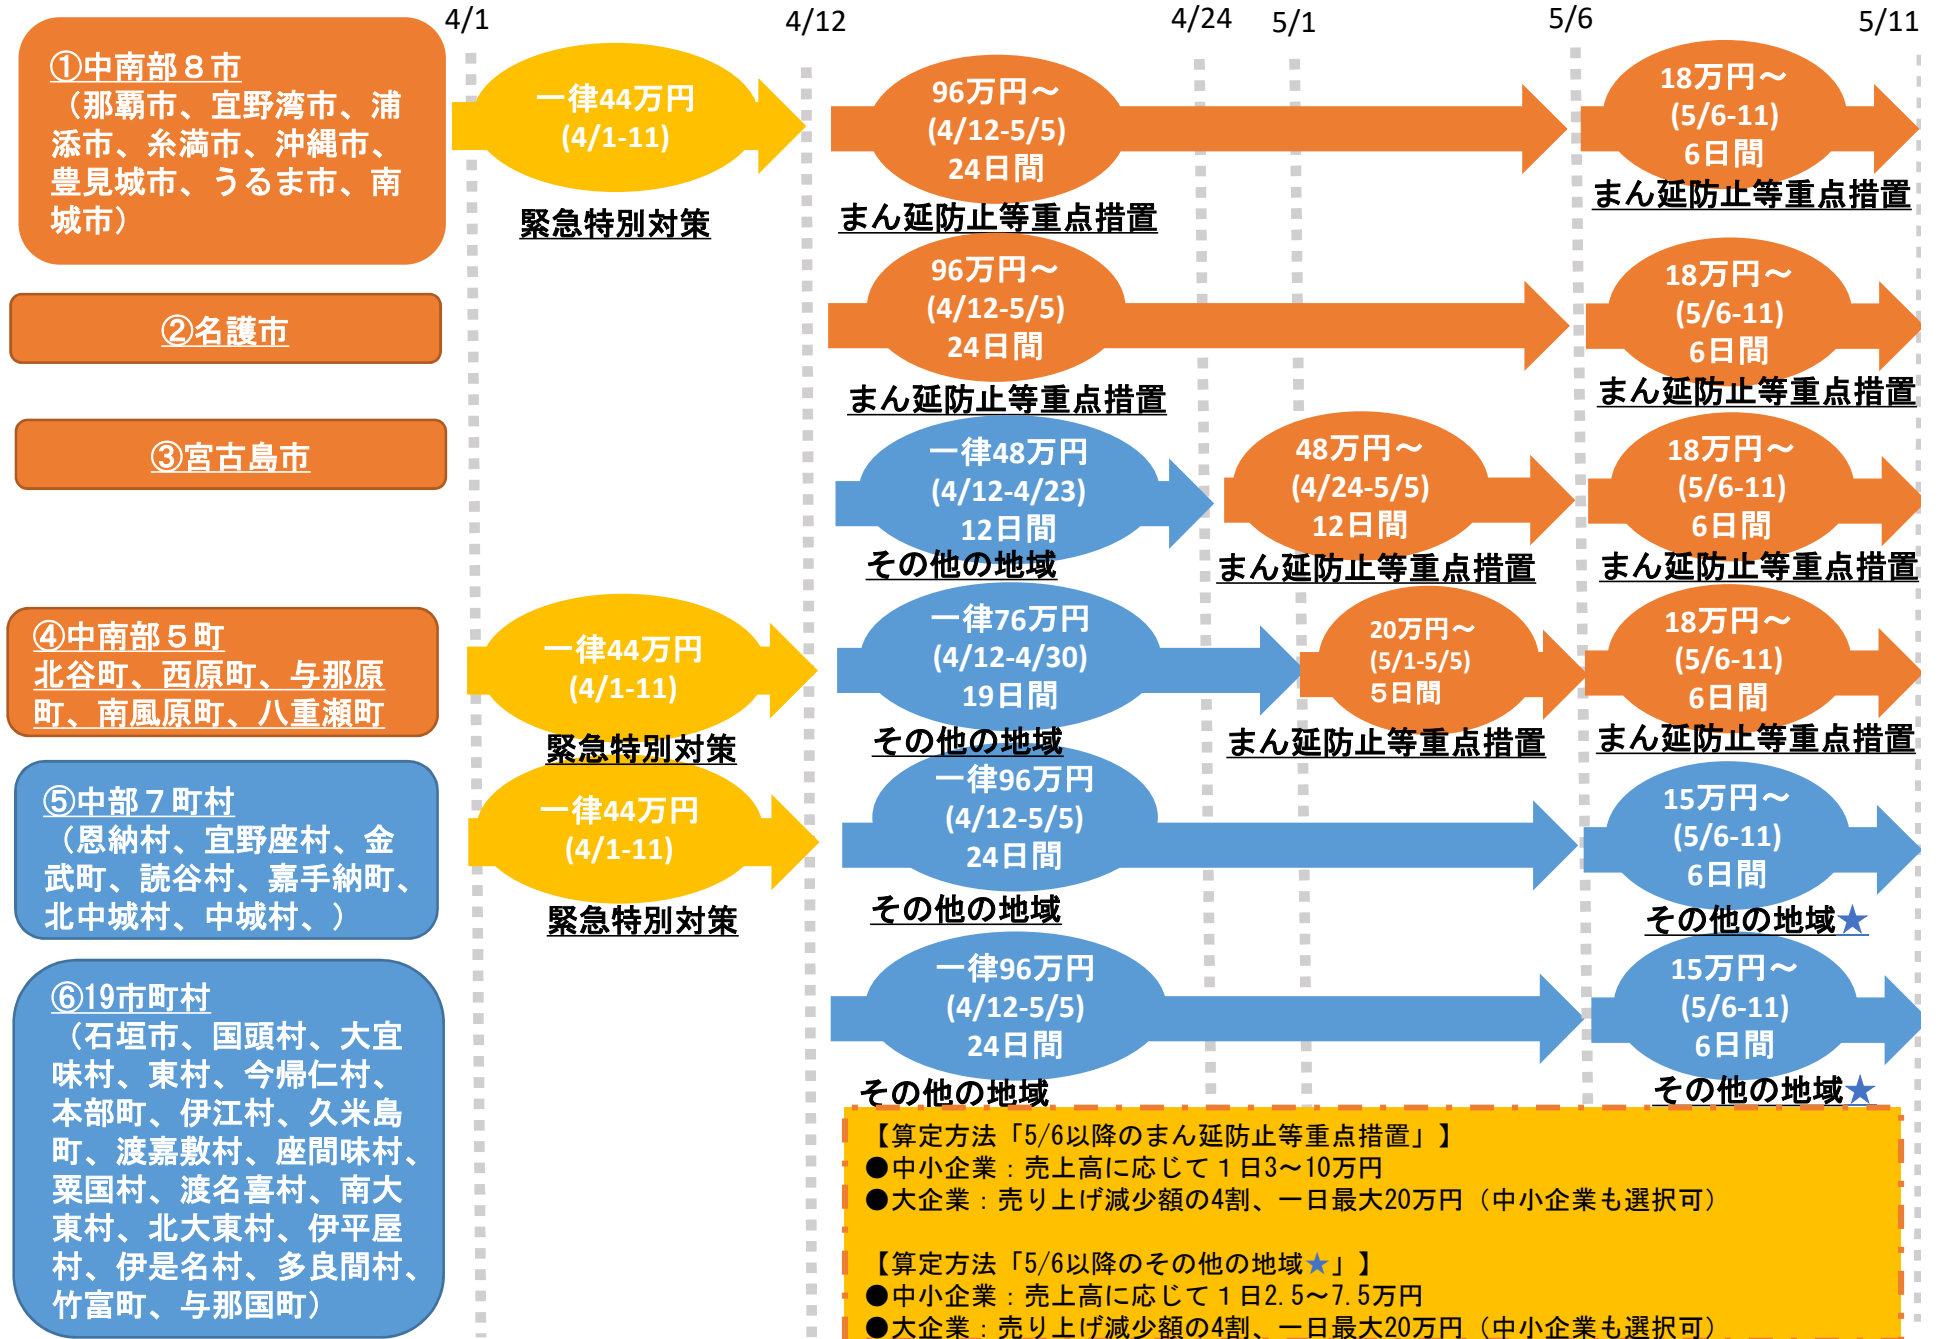 4/1
4/12
4/24
5/1
5/6
5/11
①中南部８市
（那覇市、宜野湾市、浦
添市、糸満市、沖縄市、
豊見城市、うるま市、南
城市）
一律44万円
(4/1-11)
緊急特別対策
96万円～
(4/12-5/5)
24日間
まん延防止等重点措置
18万円～
(5/6-11)
6日間
まん延防止等重点措置
②名護市
96万円～
(4/12-5/5)
24日間
まん延防止等重点措置
18万円～
(5/6-11)
6日間
まん延防止等重点措置
③宮古島市
一律48万円
(4/12-4/23)
12日間
その他の地域
48万円～
(4/24-5/5)
12日間
まん延防止等重点措置
18万円～
(5/6-11)
6日間
まん延防止等重点措置
④中南部５町
北谷町、西原町、与那原
町、南風原町、八重瀬町
一律44万円
(4/1-11)
緊急特別対策
一律76万円
(4/12-4/30)
19日間
その他の地域
20万円～
(5/1-5/5)
５日間
まん延防止等重点措置
18万円～
(5/6-11)
6日間
まん延防止等重点措置
⑤中部７町村
（恩納村、宜野座村、金
武町、読谷村、嘉手納町、
北中城村、中城村、）
一律44万円
(4/1-11)
緊急特別対策
一律96万円
(4/12-5/5)
24日間
その他の地域
15万円～
(5/6-11)
6日間
その他の地域★
⑥19市町村
（石垣市、国頭村、大宜
味村、東村、今帰仁村、
本部町、伊江村、久米島
町、渡嘉敷村、座間味村、
粟国村、渡名喜村、南大
東村、北大東村、伊平屋
村、伊是名村、多良間村、
竹富町、与那国町）
一律96万円
(4/12-5/5)
24日間
その他の地域
15万円～
(5/6-11)
6日間
その他の地域★
【算定方法「5/6以降のまん延防止等重点措置」】
●中小企業：売上高に応じて１日3～10万円
●大企業：売り上げ減少額の4割、一日最大20万円（中小企業も選択可）
【算定方法「5/6以降のその他の地域★」】
●中小企業：売上高に応じて１日2.5～7.5万円
●大企業：売り上げ減少額の4割、一日最大20万円（中小企業も選択可）